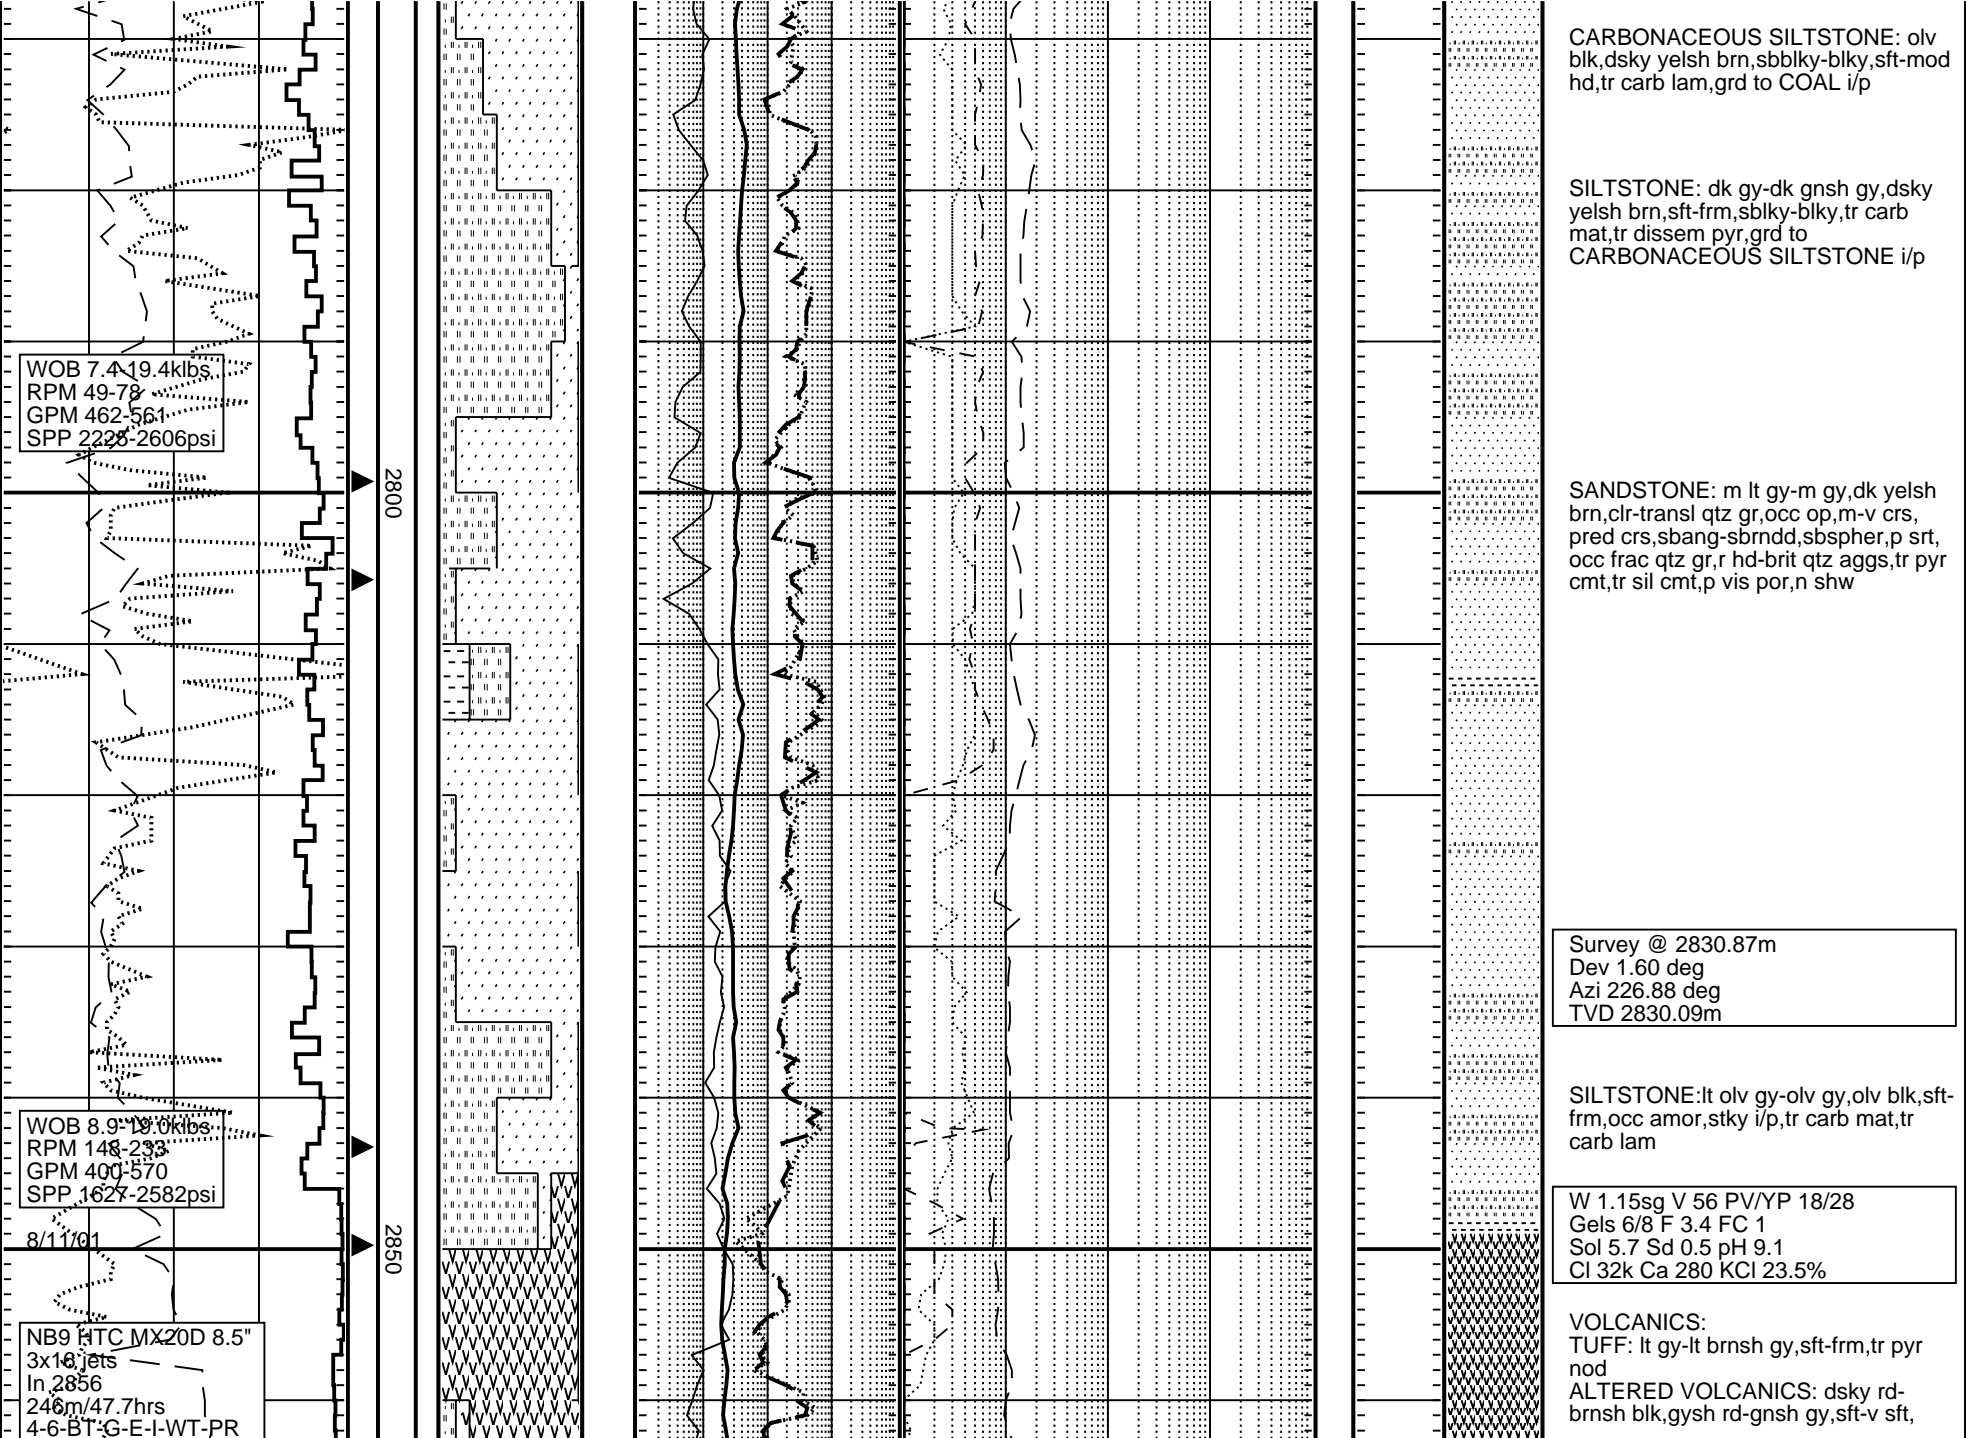 CARBONACEOUS SILTSTONE: olv
blk,dsky yelsh brn,sbblky-blky,sft-mod
hd,tr carb lam,grd to COAL i/p
SILTSTONE: dk gy-dk gnsh gy,dsky
yelsh brn,sft-frm,sblky-blky,tr carb
mat,tr dissem pyr,grd to
CARBONACEOUS SILTSTONE i/p
WOB 7.4-19.4klbs
RPM 49-78
GPM 462-561
SPP 2225-2606psi
2800
SANDSTONE: m lt gy-m gy,dk yelsh
brn,clr-transl qtz gr,occ op,m-v crs,
pred crs,sbang-sbrndd,sbspher,p srt,
occ frac qtz gr,r hd-brit qtz aggs,tr pyr
cmt,tr sil cmt,p vis por,n shw
Survey @ 2830.87m
Dev 1.60 deg
Azi 226.88 deg
TVD 2830.09m
SILTSTONE:lt olv gy-olv gy,olv blk,sft-
frm,occ amor,stky i/p,tr carb mat,tr
carb lam
WOB 8.9-19.0klbs
RPM 148-233
GPM 400-570
SPP 1627-2582psi
8/11/01
2850
W 1.15sg V 56 PV/YP 18/28
Gels 6/8 F 3.4 FC 1
Sol 5.7 Sd 0.5 pH 9.1
Cl 32k Ca 280 KCl 23.5%
VOLCANICS:
TUFF: lt gy-lt brnsh gy,sft-frm,tr pyr
nod
ALTERED VOLCANICS: dsky rd-
brnsh blk,gysh rd-gnsh gy,sft-v sft,
NB9 HTC MX20D 8.5"
3x16 jets
In 2856
246m/47.7hrs
4-6-BT-G-E-I-WT-PR